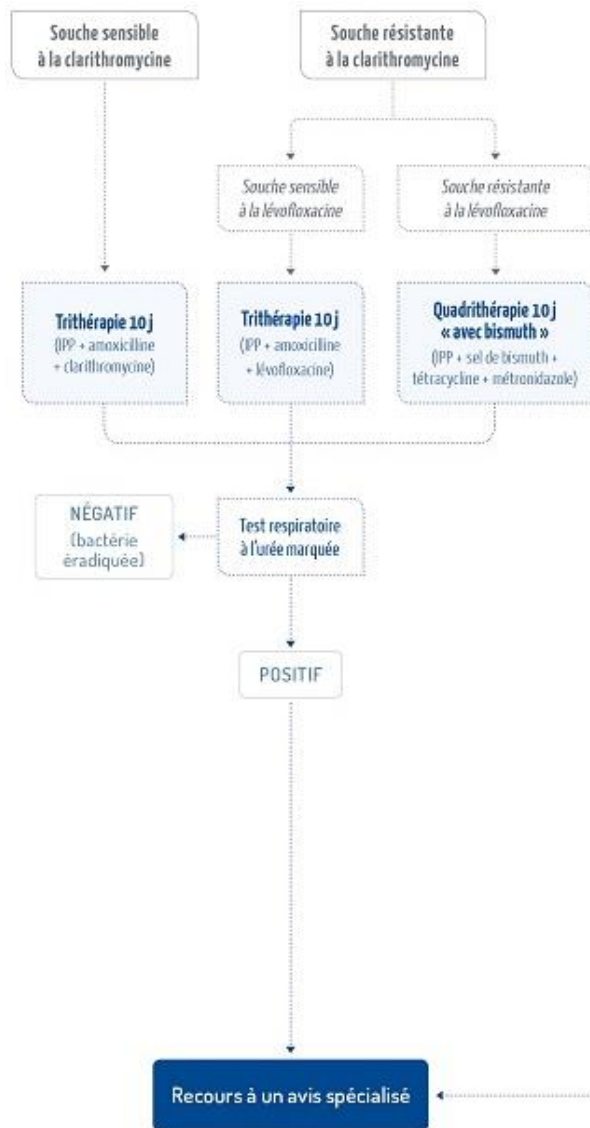 Souche sensible
à la clarithromycine
Souche résistante
à la clarithromycine
Souche sensible
à la lévofloxacine
Souche résistante
à la lévofloxacine
Trithérapie 10 j
(IPP + amoxicilline
+ clarithromycine)
Trithérapie 10 j
(IPP + amoxicilline
+ lévofloxacine)
Quadrithérapie 10 j
« avec bismuth »
(IPP + sel de bismuth +
tétracycline + métronidazole)
NÉGATIF
(bactérie
éradiquée)
Test respiratoire
à l'urée marquée
POSITIF
Recours à un avis spécialisé